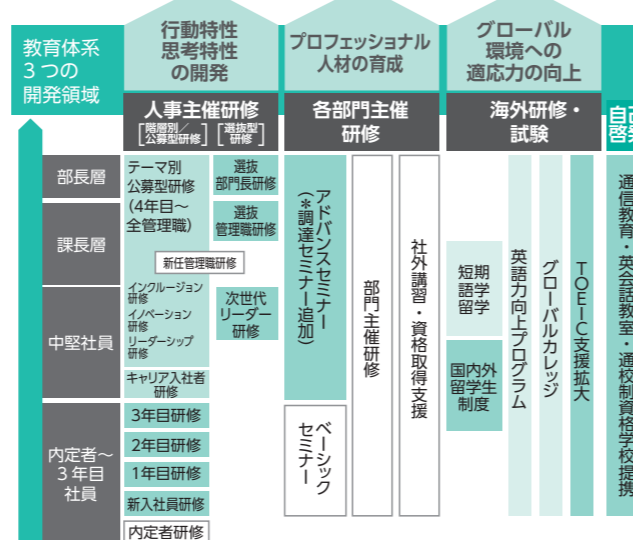 教育体系
3つの
開発領域
行動特性
思考特性
の開発
プロフェッショナル
人材の育成
グローバル
環境への
適応力の向上
人事主催研修
[階層別／公募型研修][選抜型研修]
各部門主催
研修
海外研修・
試験
自己
啓発
部長層
課長層
中堅社員
内定者～
3年目
社員
テーマ別
公募型研修
(4年目～
全管理職)
選抜
部門長研修
選抜
管理職研修
新任管理職研修
インクルージョン
研修
イノベーション
研修
リーダーシップ
研修
次世代
リーダー
研修
キャリア入社者
研修
3年目研修
2年目研修
1年目研修
新入社員研修
内定者研修
アドバンスセミナー
(＊調達セミナー追加)
ベーシック
セミナー
部門主催研修
社外講習・資格取得支援
短期
語学
留学
国内外
留学生
制度
英語力向上プログラム
グローバルカレッジ
TOEIC支援拡大
通信教育・英会話教室・通校制資格学校提携